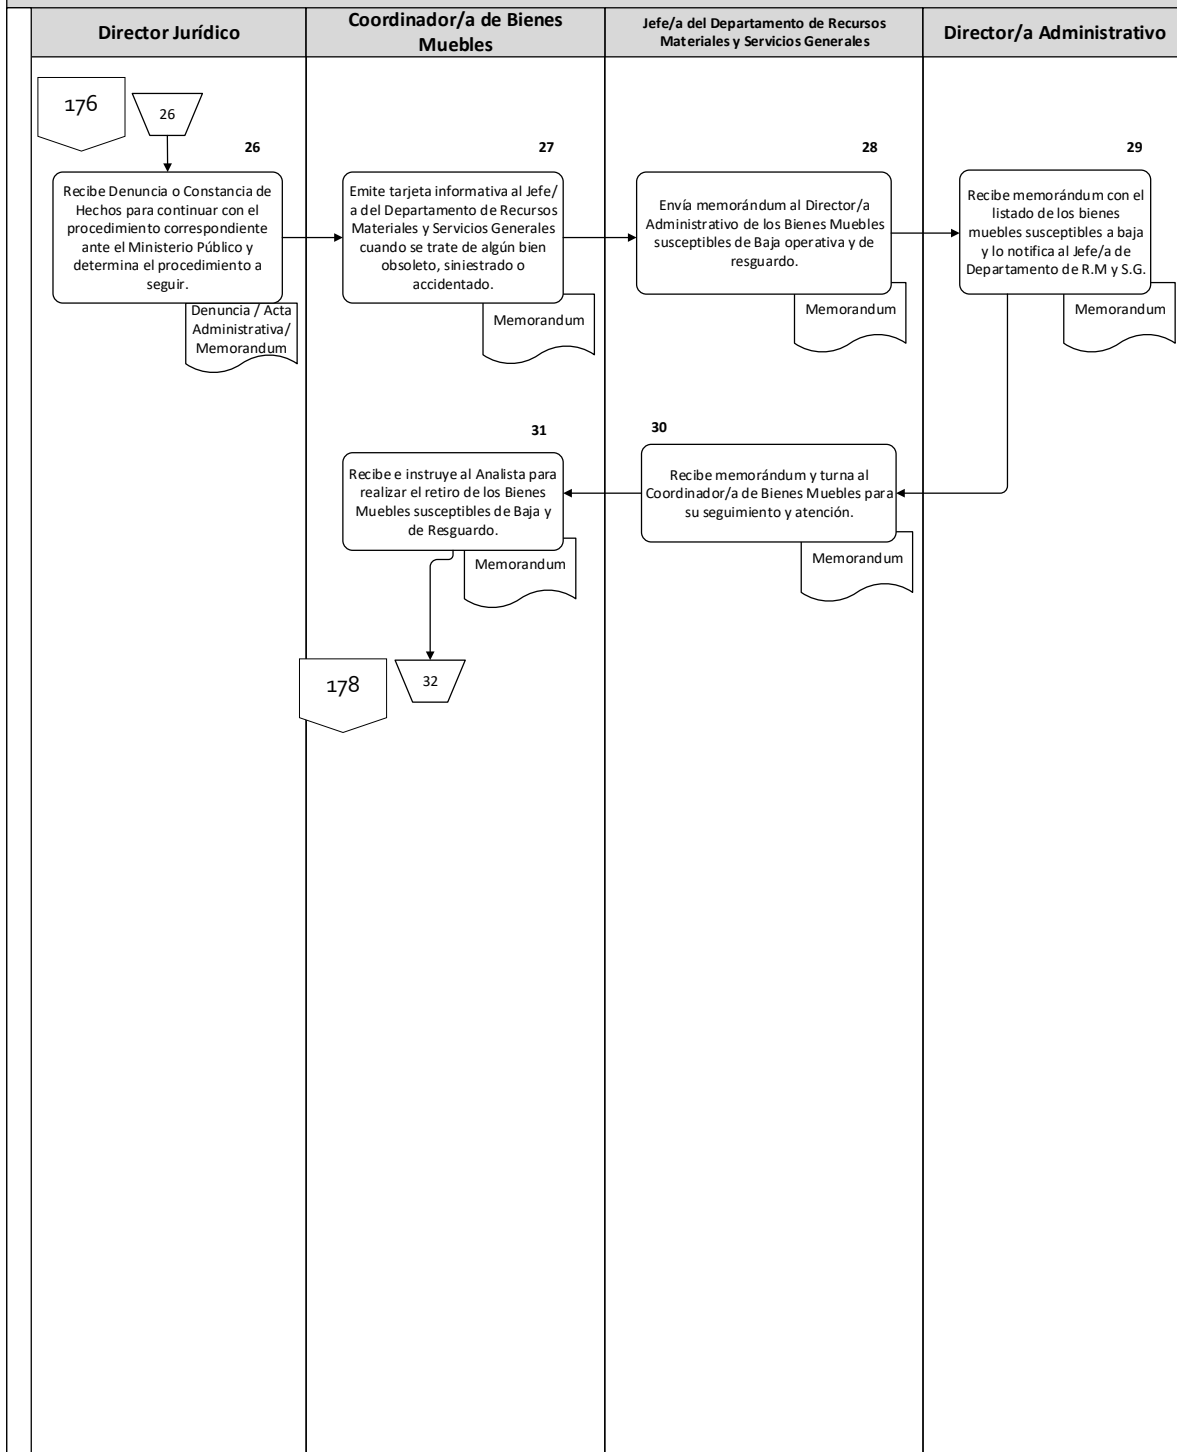 Director Jurídico
Coordinador/a de Bienes
Muebles
Jefe/a del Departamento de Recursos
Materiales y Servicios Generales
Director/a Administrativo
176
26
26
Recibe Denuncia o Constancia de
Hechos para continuar con el
procedimiento correspondiente
ante el Ministerio Público y
determina el procedimiento a
seguir.
Denuncia / Acta
Administrativa/
Memorandum
27
Emite tarjeta informativa al Jefe/
a del Departamento de Recursos
Materiales y Servicios Generales
cuando se trate de algún bien
obsoleto, siniestrado o
accidentado.
Memorandum
28
Envía memorándum al Director/a
Administrativo de los Bienes Muebles
susceptibles de Baja operativa y de
resguardo.
Memorandum
29
Recibe memorándum con el
listado de los bienes
muebles susceptibles a baja
y lo notifica al Jefe/a de
Departamento de R.M y S.G.
Memorandum
30
Recibe memorándum y turna al
Coordinador/a de Bienes Muebles para
su seguimiento y atención.
Memorandum
31
Recibe e instruye al Analista para
realizar el retiro de los Bienes
Muebles susceptibles de Baja y
de Resguardo.
Memorandum
178
32